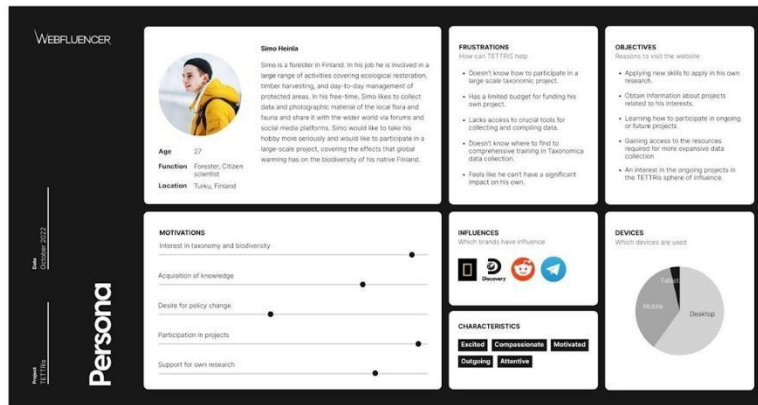 WEBFLUENCER
Date
October 2022
Project
TETTRIs
Persona
Simo Heinla
Simo is a forester in Finland. In his job he is involved in a
large range of activities covering ecological restoration,
timber harvesting, and day-to-day management of
protected areas. In his free-time, Simo likes to collect
data and photographic material of the local flora and
fauna and share it with the wider world via forums and
social media platforms. Simo would like to take his
hobby more seriously and would like to participate in a
large-scale project, covering the effects that global
warming has on the biodiversity of his native Finland.
Age 27
Function Forester, Citizen
scientist
Location Turku, Finland
FRUSTRATIONS
How can TETTRIS help
• Doesn't know how to participate in a
large scale taxonomic project.
• Has a limited budget for funding his
own project.
• Lacks access to crucial tools for
collecting and compiling data.
• Doesn't know where to find to
comprehensive training in Taxonomica
data collection.
• Feels like he can't have a significant
impact on his own.
OBJECTIVES
Reasons to visit the website
• Applying new skills to apply in his own
research.
• Obtain information about projects
related to his interests.
• Learning how to participate in ongoing
or future projects.
• Gaining access to the resources
required for more expansive data
collection
• An interest in the ongoing projects in
the TETTRIs sphere of influence.
MOTIVATIONS
Interest in taxonomy and biodiversity
Acquisition of knowledge
Desire for policy change
Participation in projects
Support for own research
INFLUENCES
Which brands have influence
Discovery
CHARACTERISTICS
Excited Compassionate Motivated
Outgoing Attentive
DEVICES
Which devices are used
Tablet
Mobile
Desktop